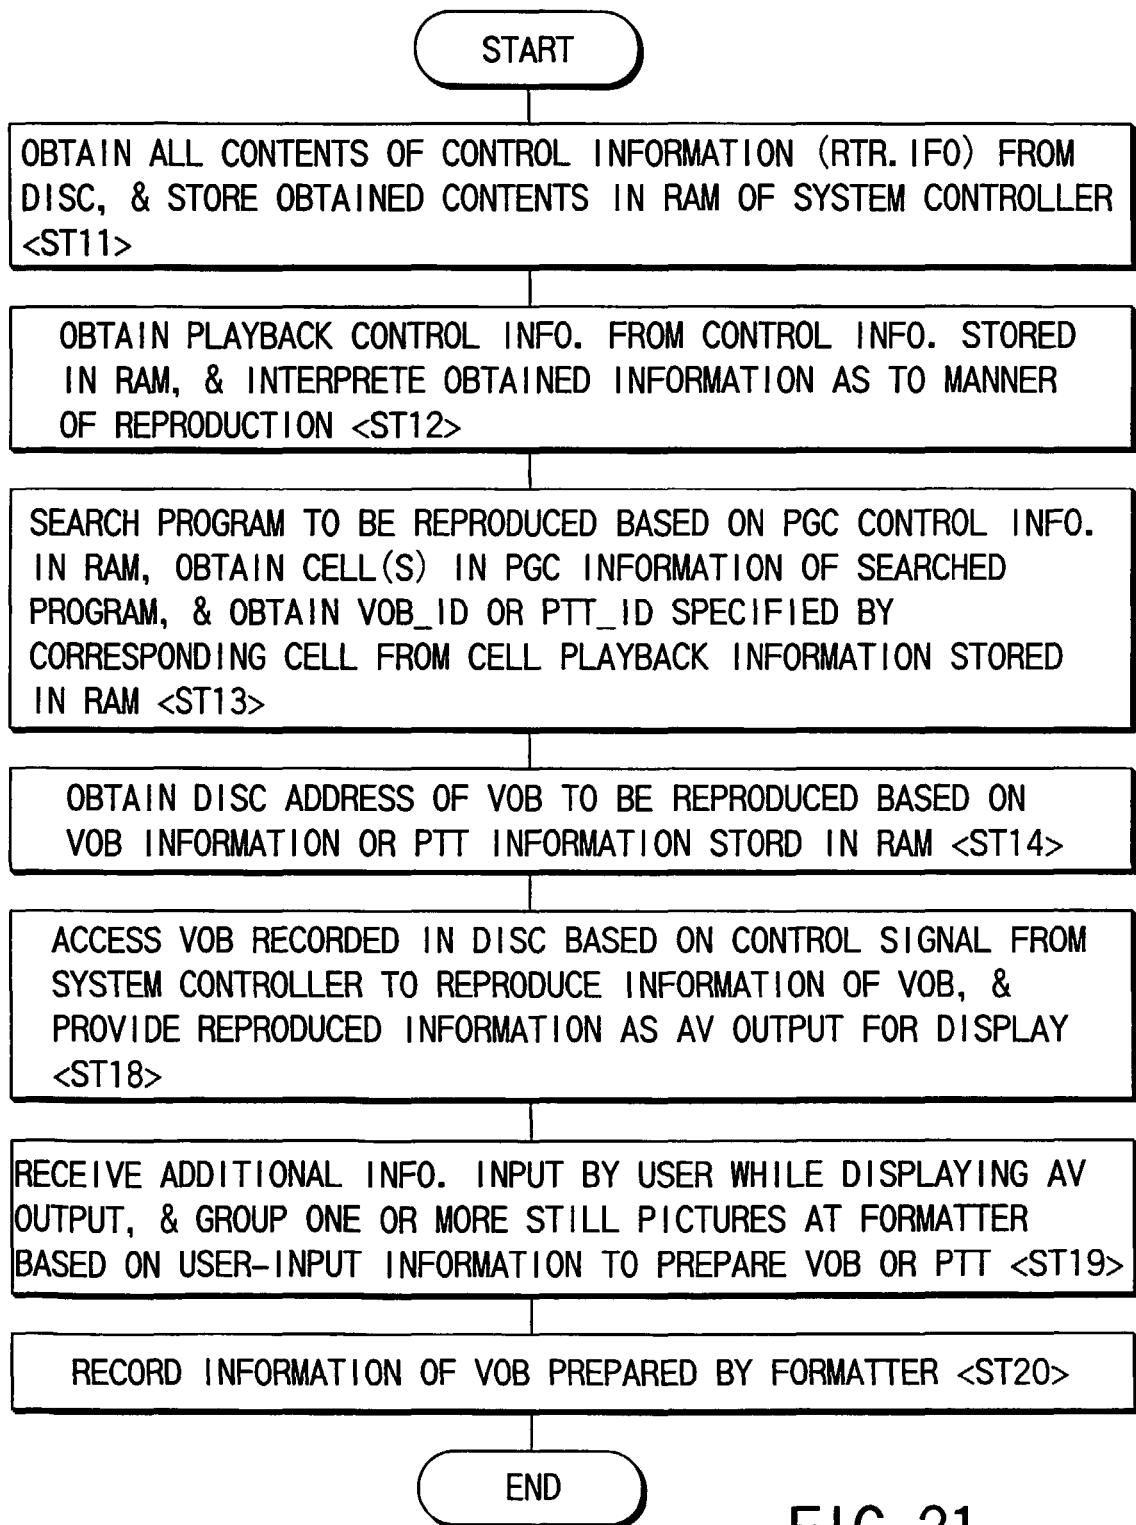 START
OBTAIN ALL CONTENTS OF CONTROL INFORMATION (RTR.IFO) FROM
DISC, & STORE OBTAINED CONTENTS IN RAM OF SYSTEM CONTROLLER
<ST11>
OBTAIN PLAYBACK CONTROL INFO. FROM CONTROL INFO. STORED
IN RAM, & INTERPRETE OBTAINED INFORMATION AS TO MANNER
OF REPRODUCTION <ST12>
SEARCH PROGRAM TO BE REPRODUCED BASED ON PGC CONTROL INFO.
IN RAM, OBTAIN CELL(S) IN PGC INFORMATION OF SEARCHED
PROGRAM, & OBTAIN VOB_ID OR PTT_ID SPECIFIED BY
CORRESPONDING CELL FROM CELL PLAYBACK INFORMATION STORED
IN RAM <ST13>
OBTAIN DISC ADDRESS OF VOB TO BE REPRODUCED BASED ON
VOB INFORMATION OR PTT INFORMATION STORD IN RAM <ST14>
ACCESS VOB RECORDED IN DISC BASED ON CONTROL SIGNAL FROM
SYSTEM CONTROLLER TO REPRODUCE INFORMATION OF VOB, &
PROVIDE REPRODUCED INFORMATION AS AV OUTPUT FOR DISPLAY
<ST18>
RECEIVE ADDITIONAL INFO. INPUT BY USER WHILE DISPLAYING AV
OUTPUT, & GROUP ONE OR MORE STILL PICTURES AT FORMATTER
BASED ON USER-INPUT INFORMATION TO PREPARE VOB OR PTT <ST19>
RECORD INFORMATION OF VOB PREPARED BY FORMATTER <ST20>
END
FIG. 21